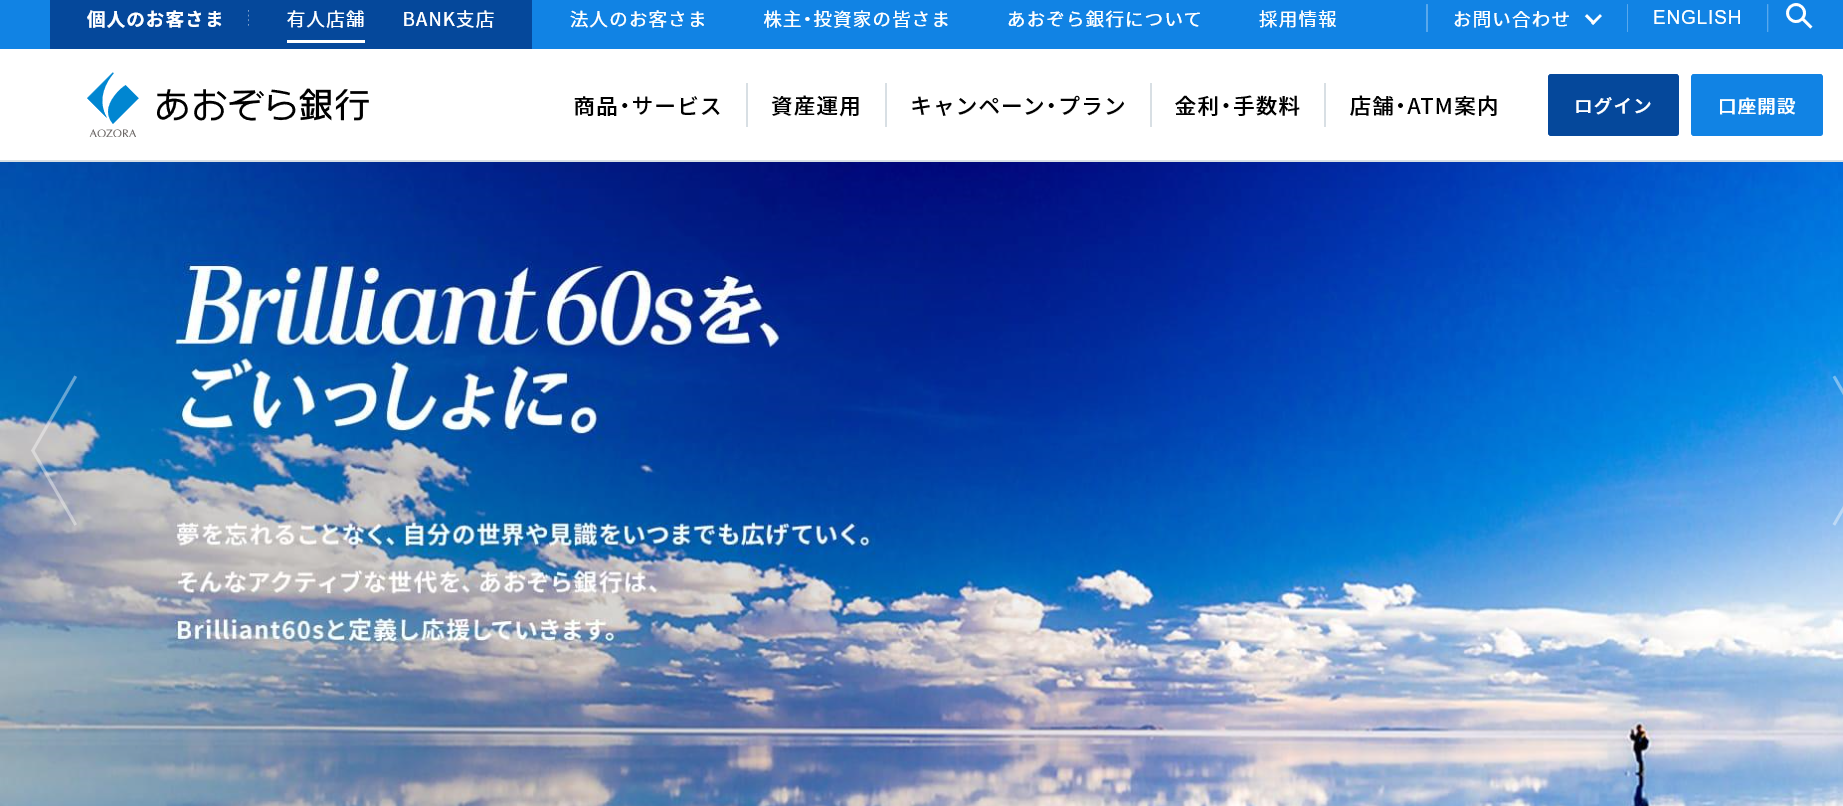 個人のお客さま 有人店舗 BANK支店 法人のお客さま 株主・投資家の皆さま あおぞら銀行について 採用情報 お問い合わせ ENGLISH
AOZORA あおぞら銀行 商品・サービス 資産運用 キャンペーン・プラン 金利・手数料 店舗・ATM案内 ログイン 口座開設
Brilliant 60sを、
ごいっしょに。
夢を忘れることなく、自分の世界や見識をいつまでも広げていく。
そんなアクティブな世代を、あおぞら銀行は、
Brilliant60sと定義し応援していきます。